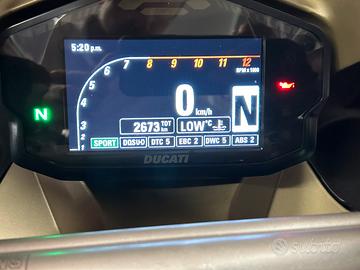 5:20 p.m.
1 2 3 4 5 6 7 8 9 10 11 12
RPM x 1000
0 km/h
N
N
2673 TOT km
LOW °C
SPORT DQS U/D DTC 5 EBC 2 DWC 5 ABS 2
DUCATI
subito